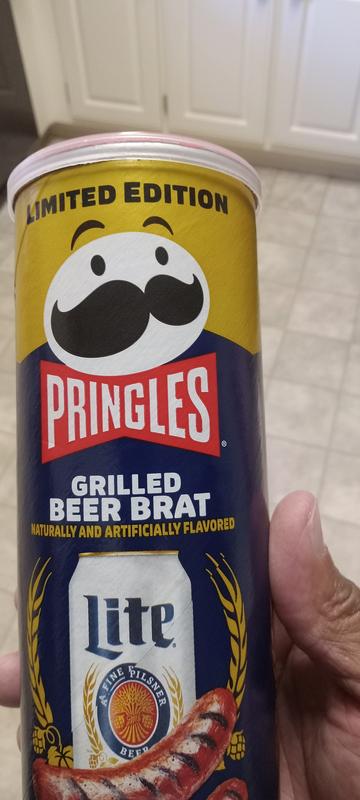 LIMITED EDITION
PRINGLES®
GRILLED
BEER BRAT
NATURALLY AND ARTIFICIALLY FLAVORED
Lite
A FINE PILSNER
BEER